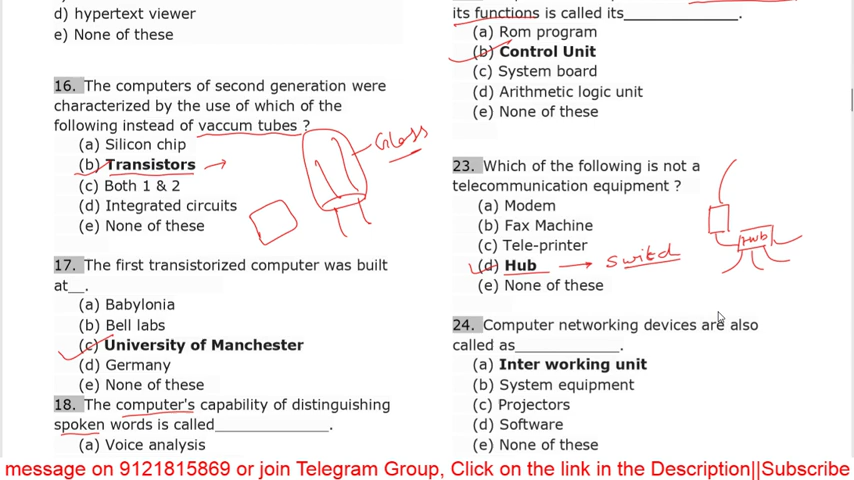 d) hypertext viewer
e) None of these
16. The computers of second generation were
characterized by the use of which of the
following instead of vaccum tubes ?
(a) Silicon chip
(b) Transistors
(c) Both 1 & 2
(d) Integrated circuits
(e) None of these
Glass
17. The first transistorized computer was built
at__.
(a) Babylonia
(b) Bell labs
(c) University of Manchester
(d) Germany
(e) None of these
18. The computer's capability of distinguishing
spoken words is called______________.
(a) Voice analysis
its functions is called its______________.
(a) Rom program
(b) Control Unit
(c) System board
(d) Arithmetic logic unit
(e) None of these
23. Which of the following is not a
telecommunication equipment ?
(a) Modem
(b) Fax Machine
(c) Tele-printer
(d) Hub
Switch
(e) None of these
Hub
24. Computer networking devices are also
called as_____________.
(a) Inter working unit
(b) System equipment
(c) Projectors
(d) Software
(e) None of these
message on 9121815869 or join Telegram Group, Click on the link in the Description||Subscribe